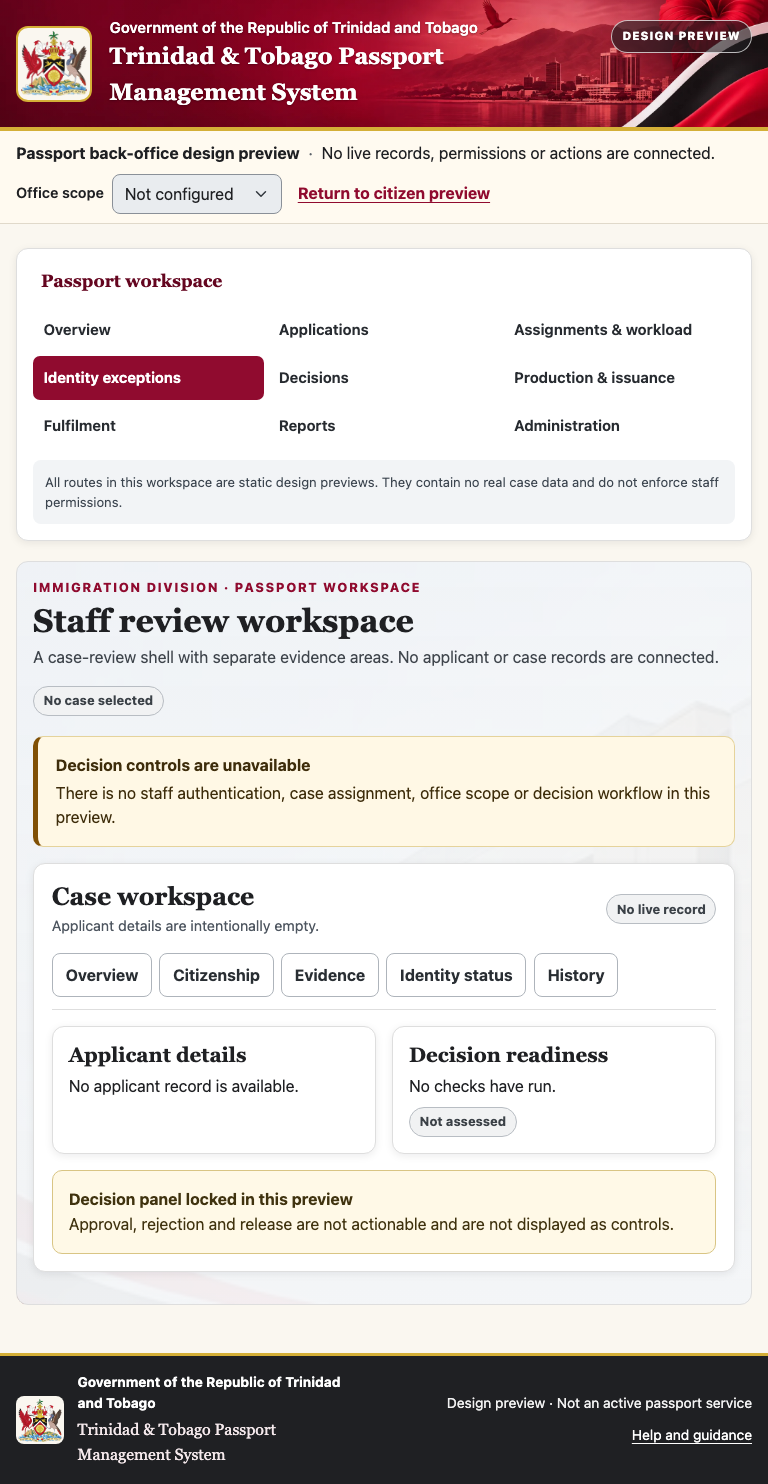 Government of the Republic of Trinidad and Tobago
Trinidad & Tobago Passport
Management System
DESIGN PREVIEW
Passport back-office design preview · No live records, permissions or actions are connected.
Office scope
Not configured
Return to citizen preview
Passport workspace
Overview
Applications
Assignments & workload
Identity exceptions
Decisions
Production & issuance
Fulfilment
Reports
Administration
All routes in this workspace are static design previews. They contain no real case data and do not enforce staff
permissions.
IMMIGRATION DIVISION · PASSPORT WORKSPACE
Staff review workspace
A case-review shell with separate evidence areas. No applicant or case records are connected.
No case selected
Decision controls are unavailable
There is no staff authentication, case assignment, office scope or decision workflow in this
preview.
Case workspace
Applicant details are intentionally empty.
No live record
Overview
Citizenship
Evidence
Identity status
History
Applicant details
No applicant record is available.
Decision readiness
No checks have run.
Not assessed
Decision panel locked in this preview
Approval, rejection and release are not actionable and are not displayed as controls.
Government of the Republic of Trinidad
and Tobago
Trinidad & Tobago Passport
Management System
Design preview · Not an active passport service
Help and guidance